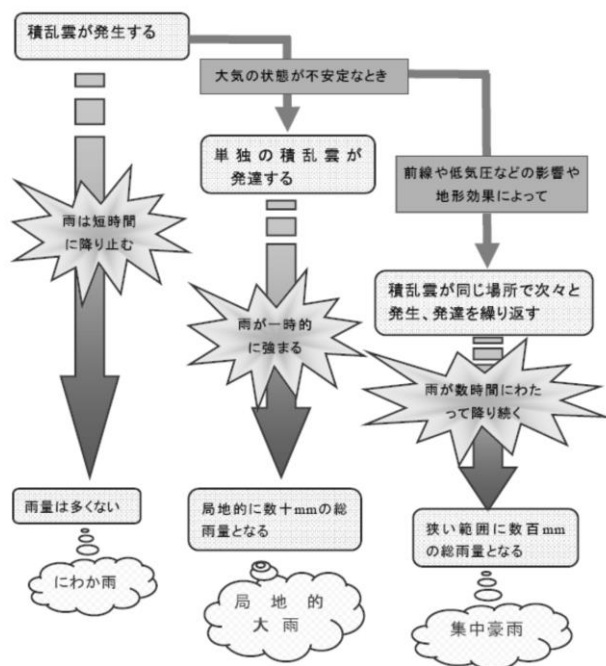 積乱雲が発生する
大気の状態が不安定なとき
単独の積乱雲が
発達する
前線や低気圧などの影響や
地形効果によって
雨は短時間
に降り止む
積乱雲が同じ場所で次々と
発生、発達を繰り返す
雨が一時的
に強まる
雨が数時間にわた
って降り続く
雨量は多くない
局地的に数十mmの総
雨量となる
狭い範囲に数百mm
の総雨量となる
にわか雨
局地的
大雨
集中豪雨